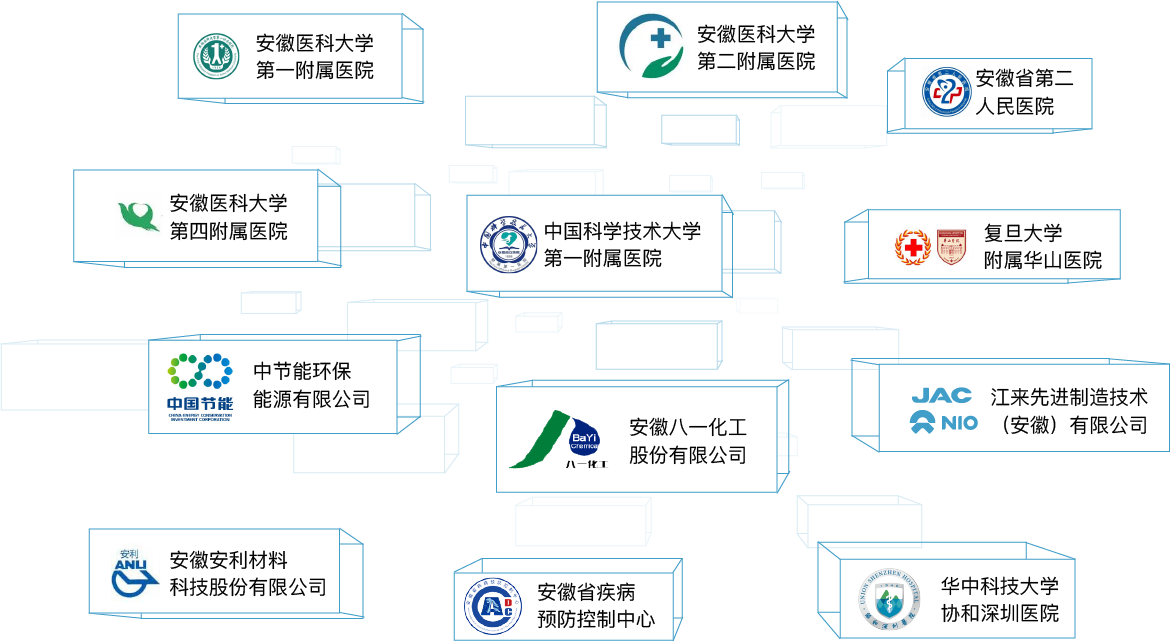 安徽医科大学
第一附属医院
安徽医科大学
第二附属医院
安徽省第二
人民医院
安徽医科大学
第四附属医院
中国科学技术大学
第一附属医院
复旦大学
附属华山医院
中国节能
CHINA ENERGY CONSERVATION
INVESTMENT CORPORATION
中节能环保
能源有限公司
BaYi
Chemical
八一化工
安徽八一化工
股份有限公司
JAC
NIO
江来先进制造技术
（安徽）有限公司
安利
ANLI
安徽安利材料
科技股份有限公司
CDC
安徽省疾病
预防控制中心
UNION SHENZHEN HOSPITAL
华中科技大学
协和深圳医院